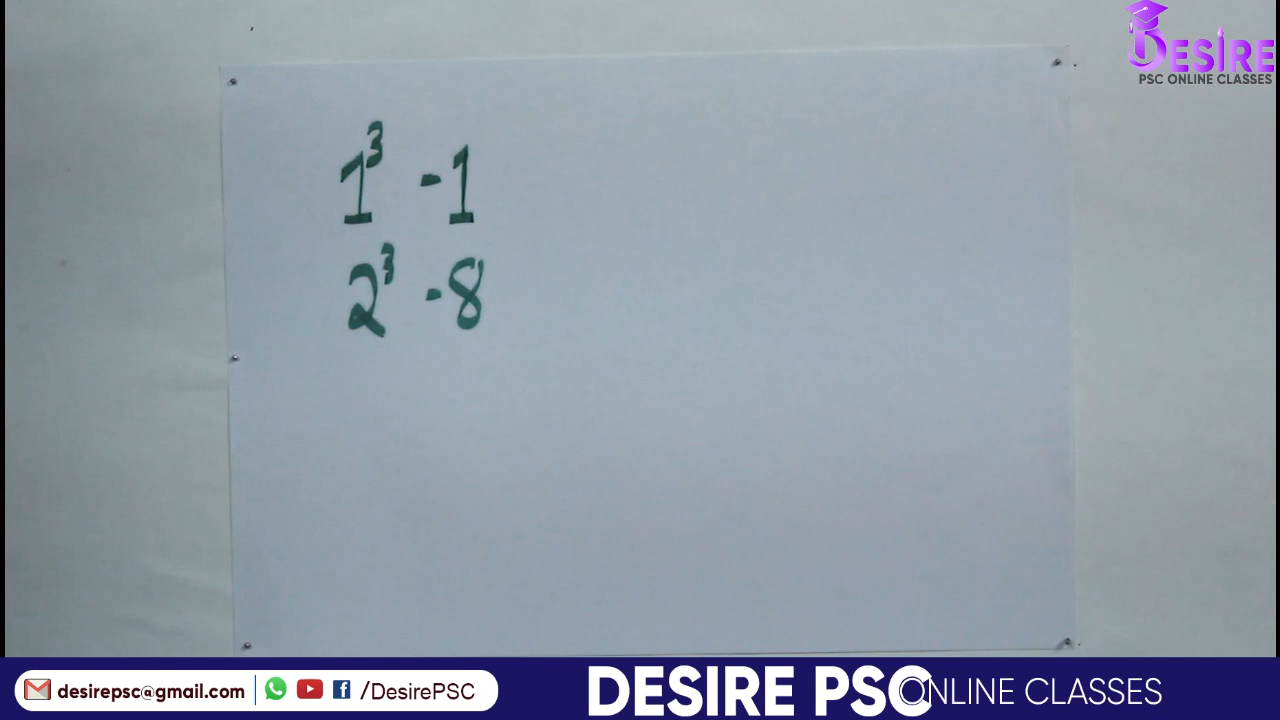 DESIRE
PSC ONLINE CLASSES
1³ - 1
2³ - 8
desirepsc@gmail.com
/DesirePSC
DESIRE PSC ONLINE CLASSES